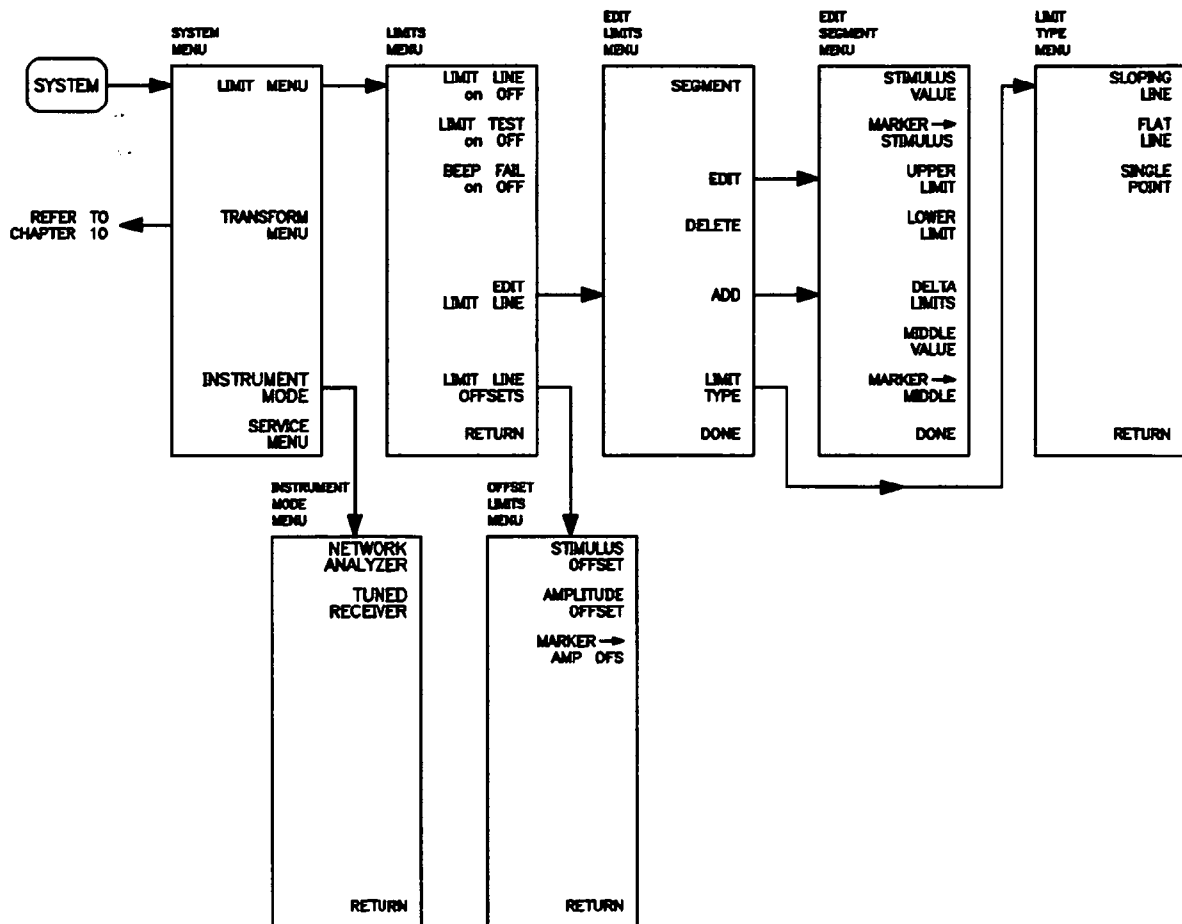 SYSTEM
SYSTEM
MENU
LIMIT MENU
TRANSFORM
MENU
INSTRUMENT
MODE
SERVICE
MENU
REFER TO
CHAPTER 10
LIMITS
MENU
LIMIT LINE
on OFF
LIMIT TEST
on OFF
BEEP FAIL
on OFF
EDIT
LIMIT LINE
LIMIT LINE
OFFSETS
RETURN
EDIT
LIMITS
MENU
SEGMENT
EDIT
DELETE
ADD
LIMIT
TYPE
DONE
EDIT
SEGMENT
MENU
STIMULUS
VALUE
MARKER →
STIMULUS
UPPER
LIMIT
LOWER
LIMIT
DELTA
LIMITS
MIDDLE
VALUE
MARKER →
MIDDLE
DONE
LIMIT
TYPE
MENU
SLOPING
LINE
FLAT
LINE
SINGLE
POINT
RETURN
INSTRUMENT
MODE
MENU
NETWORK
ANALYZER
TUNED
RECEIVER
RETURN
OFFSET
LIMITS
MENU
STIMULUS
OFFSET
AMPLITUDE
OFFSET
MARKER →
AMP OFS
RETURN